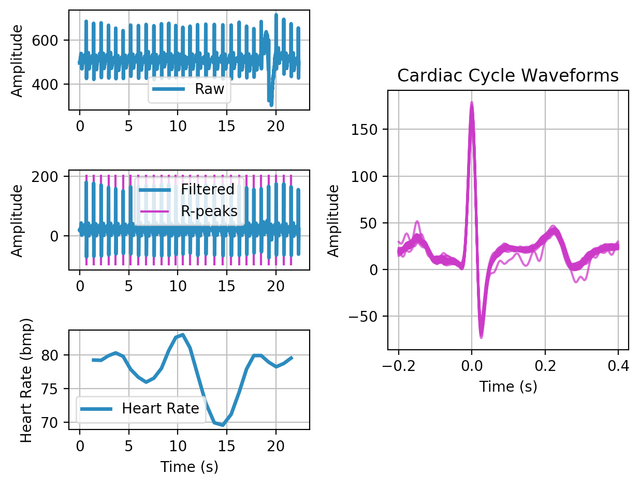 Amplitude
600
400
Raw
0
5
10
15
20
Amplitude
200
0
Filtered
R-peaks
0
5
10
15
20
Heart Rate (bmp)
80
75
70
Heart Rate
0
5
10
15
20
Time (s)
Cardiac Cycle Waveforms
Amplitude
150
100
50
0
−50
−0.2
0.0
0.2
0.4
Time (s)